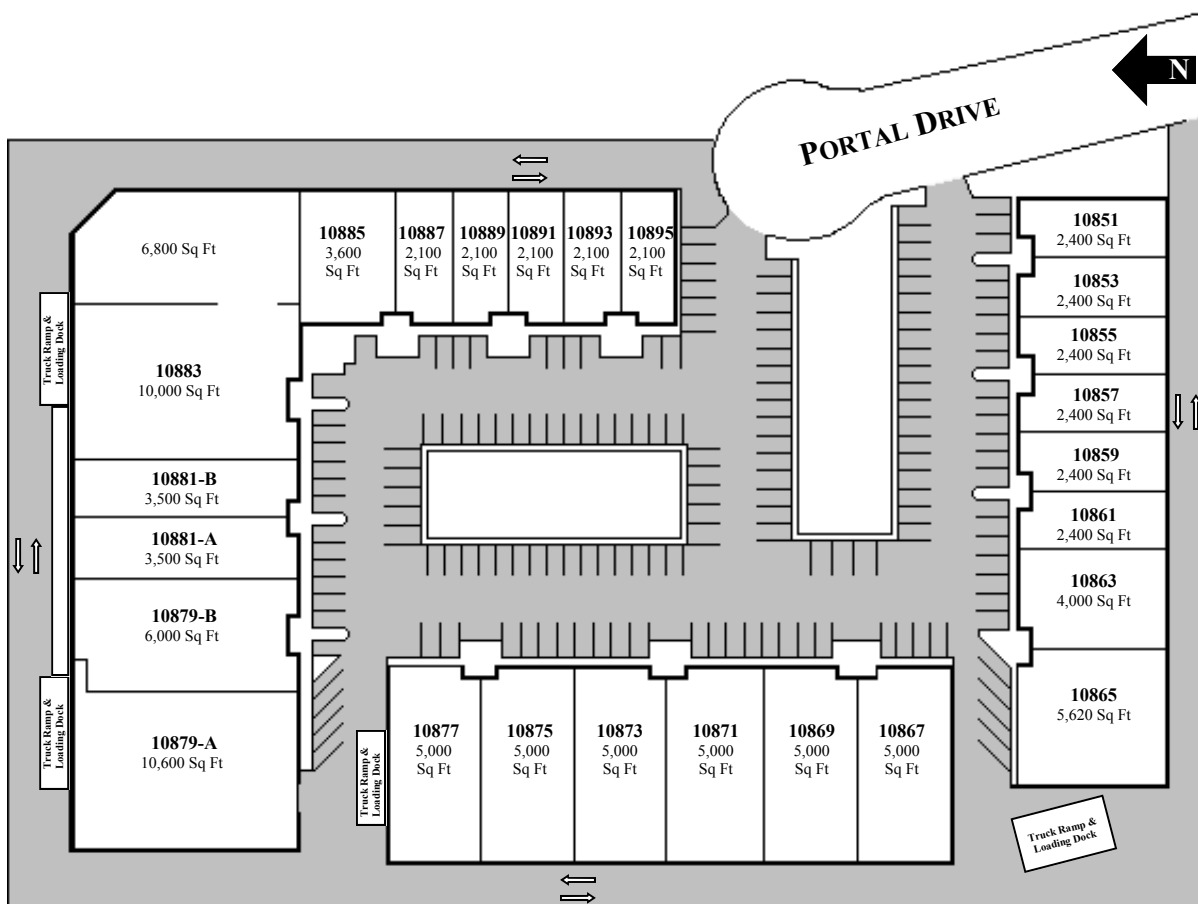 N
PORTAL DRIVE
6,800 Sq Ft
10885
3,600
Sq Ft
10887
2,100
Sq Ft
10889
2,100
Sq Ft
10891
2,100
Sq Ft
10893
2,100
Sq Ft
10895
2,100
Sq Ft
10851
2,400 Sq Ft
10853
2,400 Sq Ft
10855
2,400 Sq Ft
10857
2,400 Sq Ft
10859
2,400 Sq Ft
10861
2,400 Sq Ft
10863
4,000 Sq Ft
10865
5,620 Sq Ft
Truck Ramp &
Loading Dock
10883
10,000 Sq Ft
10881-B
3,500 Sq Ft
10881-A
3,500 Sq Ft
10879-B
6,000 Sq Ft
Truck Ramp &
Loading Dock
10879-A
10,600 Sq Ft
Truck Ramp &
Loading Dock
10877
5,000
Sq Ft
10875
5,000
Sq Ft
10873
5,000
Sq Ft
10871
5,000
Sq Ft
10869
5,000
Sq Ft
10867
5,000
Sq Ft
Truck Ramp &
Loading Dock